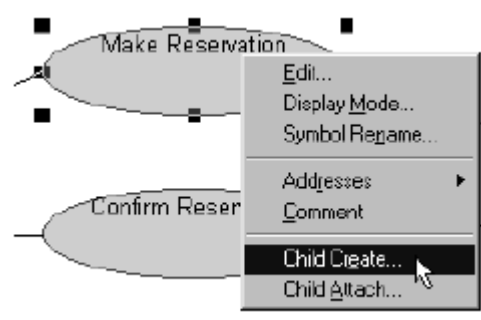 Make Reservation
Edit...
Display Mode...
Symbol Rename...
Addresses
Comment
Confirm Reser
Child Create...
Child Attach...